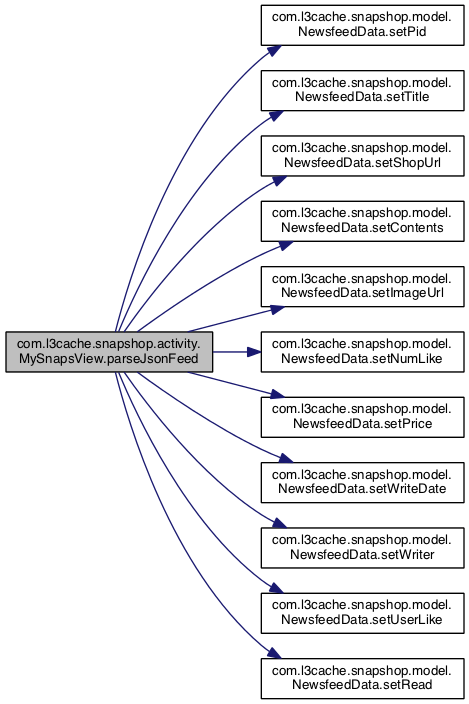 com.l3cache.snapshop.model.
NewsfeedData.setPid
com.l3cache.snapshop.model.
NewsfeedData.setTitle
com.l3cache.snapshop.model.
NewsfeedData.setShopUrl
com.l3cache.snapshop.model.
NewsfeedData.setContents
com.l3cache.snapshop.model.
NewsfeedData.setImageUrl
com.l3cache.snapshop.activity.
MySnapsView.parseJsonFeed
com.l3cache.snapshop.model.
NewsfeedData.setNumLike
com.l3cache.snapshop.model.
NewsfeedData.setPrice
com.l3cache.snapshop.model.
NewsfeedData.setWriteDate
com.l3cache.snapshop.model.
NewsfeedData.setWriter
com.l3cache.snapshop.model.
NewsfeedData.setUserLike
com.l3cache.snapshop.model.
NewsfeedData.setRead